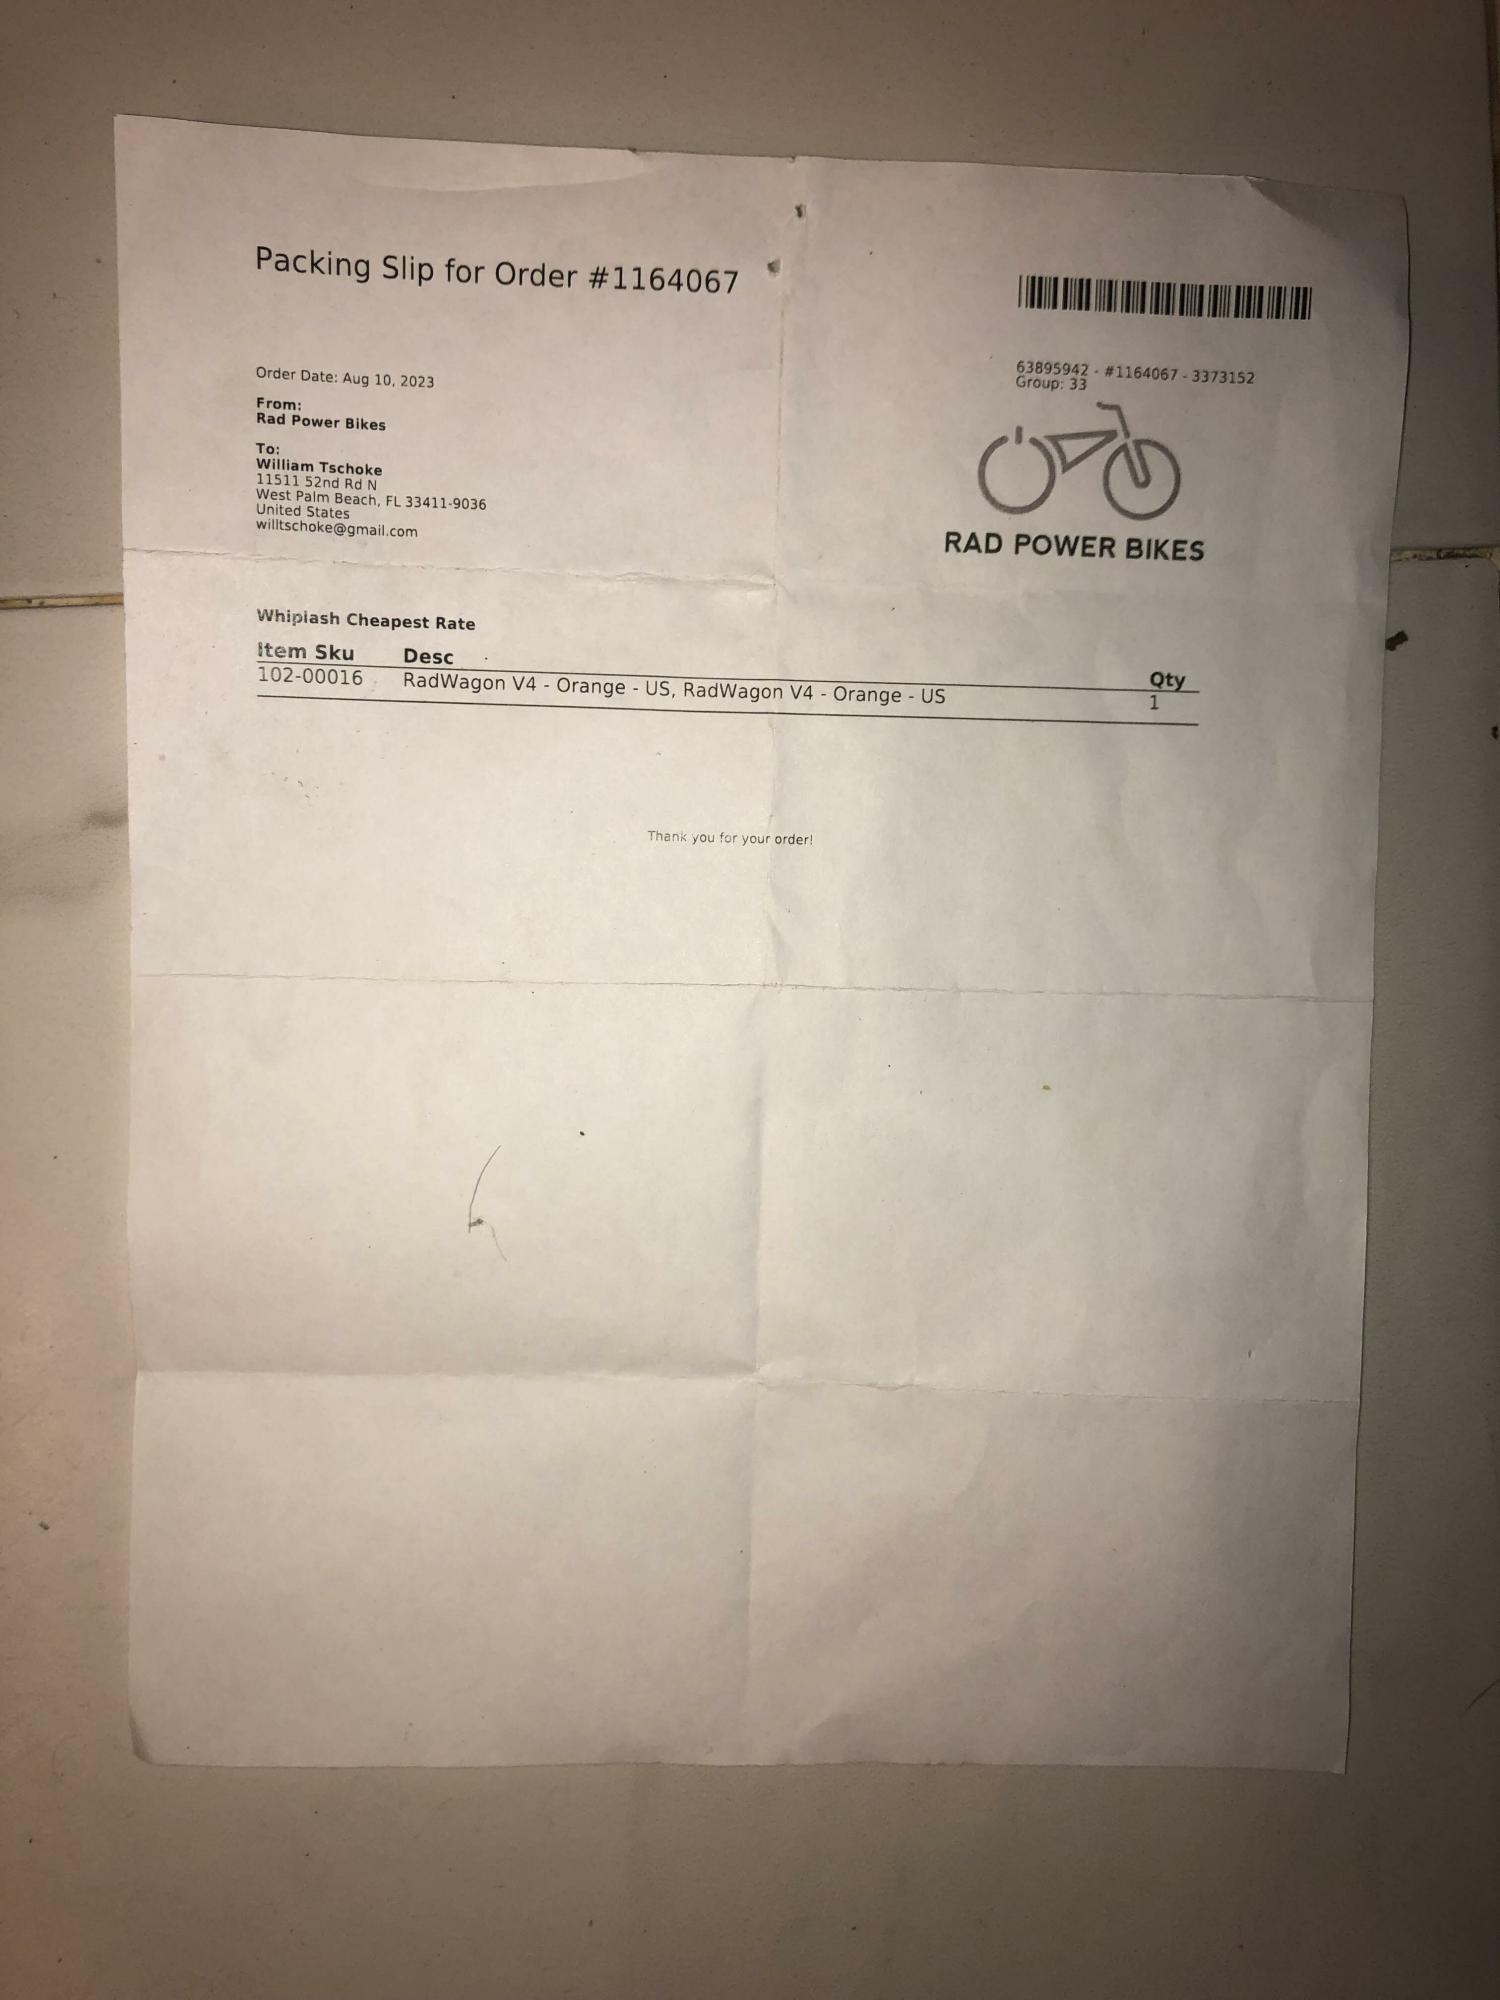 Packing Slip for Order #1164067
63895942 - #1164067 - 3373152
Group: 33
RAD POWER BIKES
Order Date: Aug 10, 2023
From:
Rad Power Bikes
To:
William Tschoke
11511 52nd Rd N
West Palm Beach, FL 33411-9036
United States
willtschoke@gmail.com
Whiplash Cheapest Rate
Item Sku Desc Qty
102-00016 RadWagon V4 - Orange - US, RadWagon V4 - Orange - US 1
Thank you for your order!